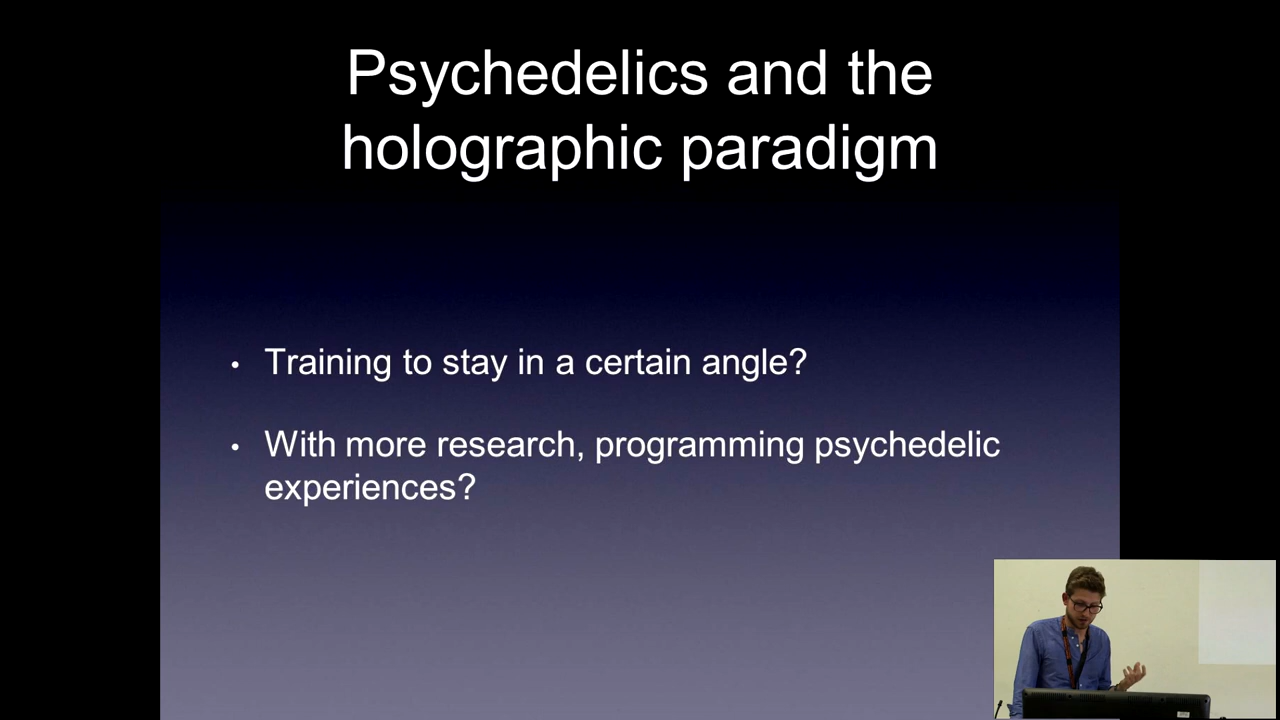 Psychedelics and the
holographic paradigm
• Training to stay in a certain angle?
• With more research, programming psychedelic
experiences?